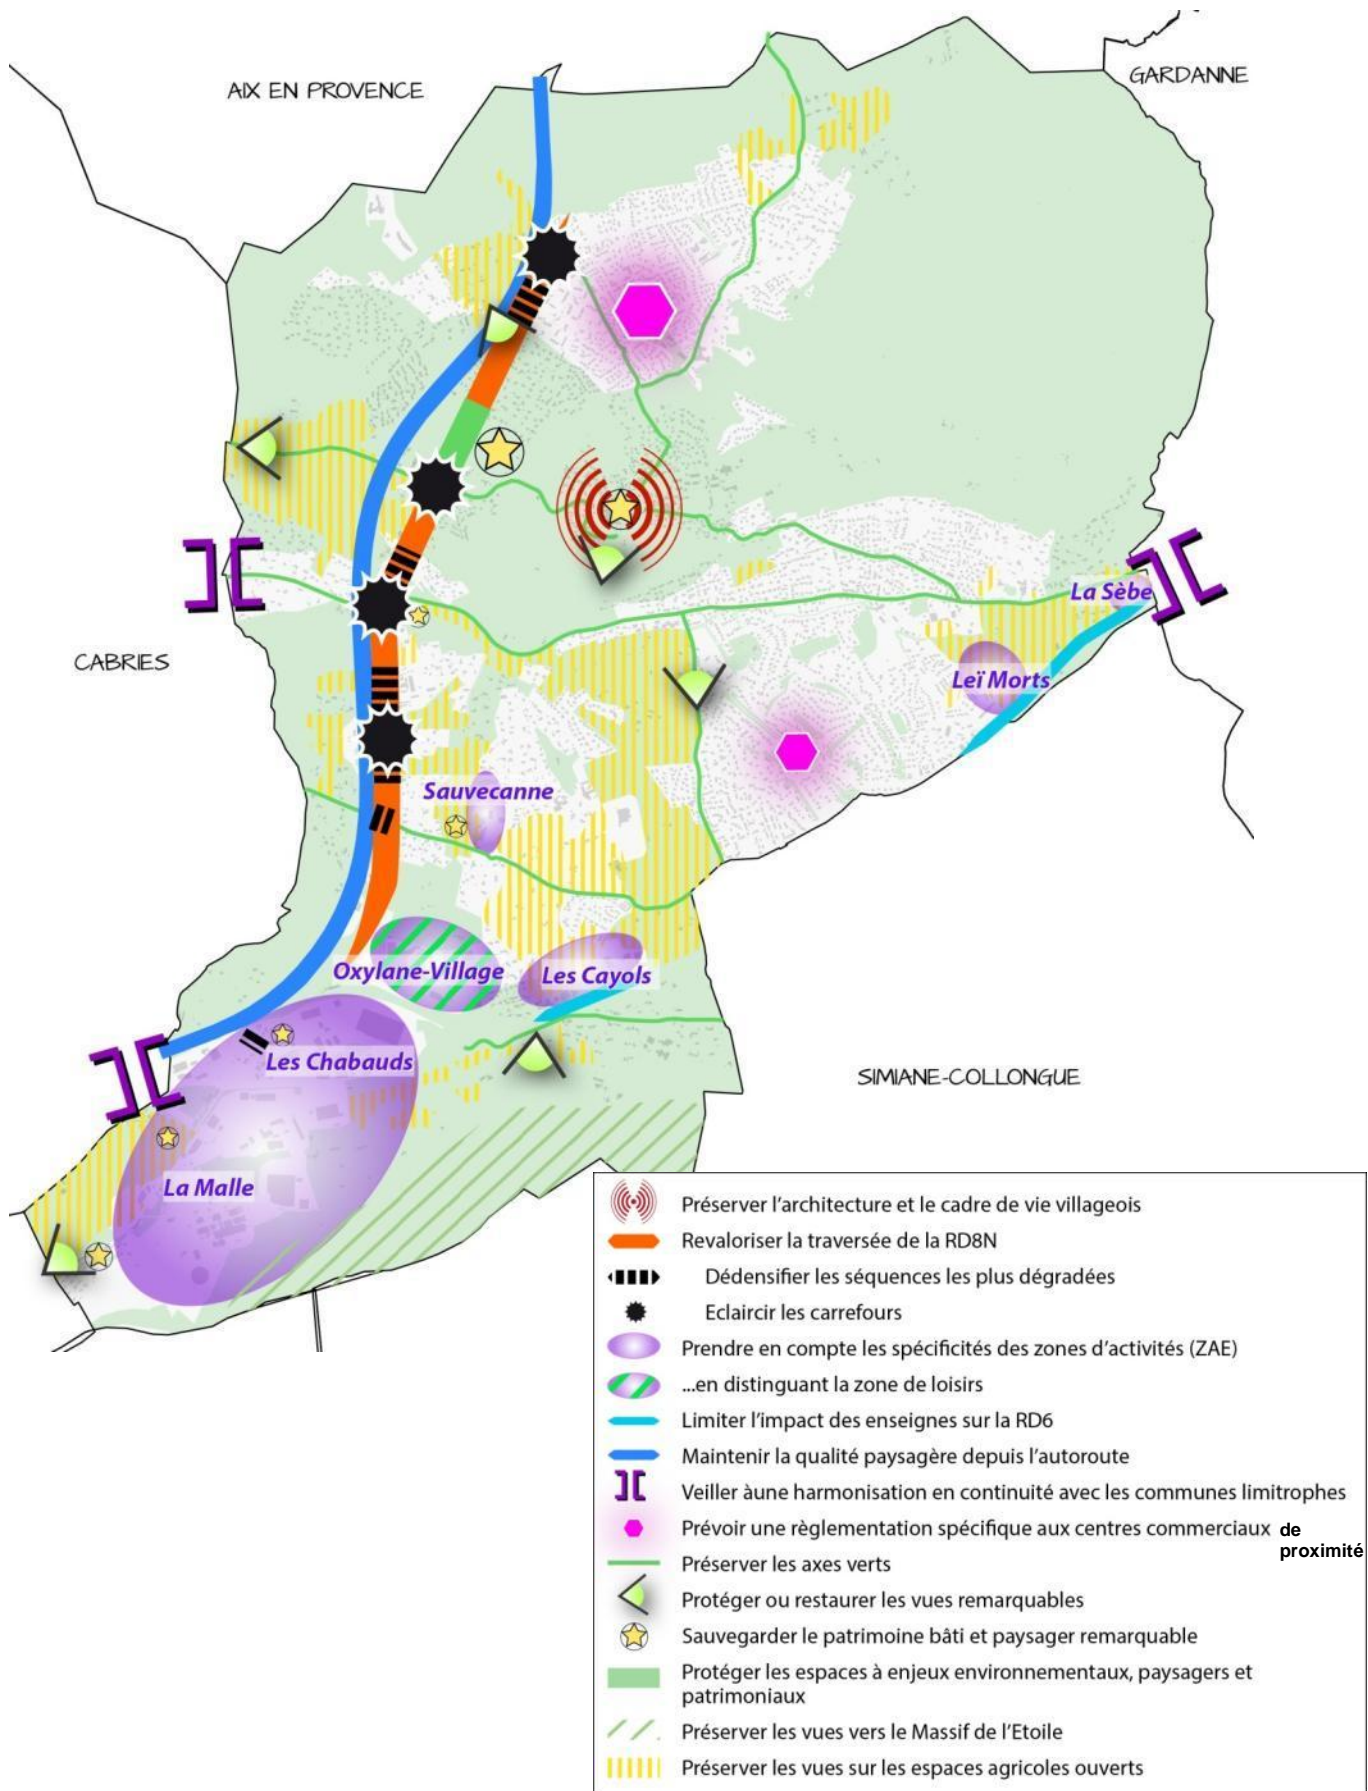 AIX EN PROVENCE
GARDANNE
La Sèbe
CABRIES
Leï Morts
Sauvecanne
Oxylane-Village
Les Cayols
Les Chabauds
SIMIANE-COLLONGUE
La Malle
Préserver l'architecture et le cadre de vie villageois
Revaloriser la traversée de la RD8N
Dédensifier les séquences les plus dégradées
Eclaircir les carrefours
Prendre en compte les spécificités des zones d'activités (ZAE)
...en distinguant la zone de loisirs
Limiter l'impact des enseignes sur la RD6
Maintenir la qualité paysagère depuis l'autoroute
Veiller àune harmonisation en continuité avec les communes limitrophes
Prévoir une règlementation spécifique aux centres commerciaux de
proximité
Préserver les axes verts
Protéger ou restaurer les vues remarquables
Sauvegarder le patrimoine bâti et paysager remarquable
Protéger les espaces à enjeux environnementaux, paysagers et
patrimoniaux
Préserver les vues vers le Massif de l'Etoile
Préserver les vues sur les espaces agricoles ouverts